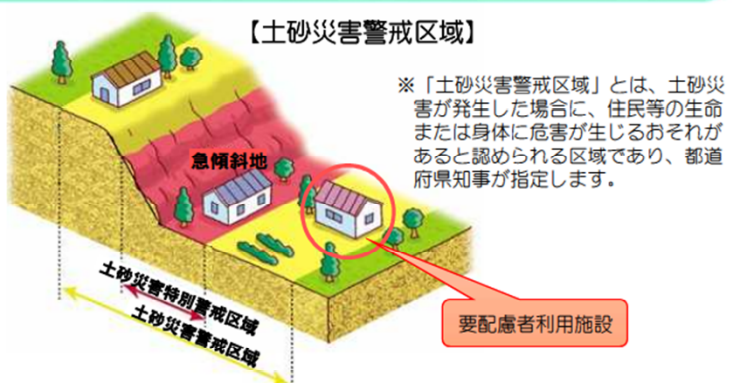 【土砂災害警戒区域】
※「土砂災害警戒区域」とは、土砂災
害が発生した場合に、住民等の生命
または身体に危害が生じるおそれが
あると認められる区域であり、都道
府県知事が指定します。
急傾斜地
土砂災害特別警戒区域
土砂災害警戒区域
要配慮者利用施設